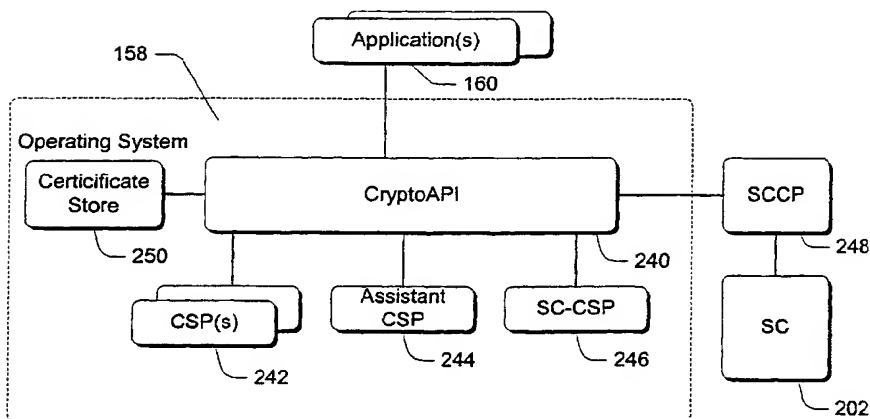 Application(s)
158
160
Operating System
Certicificate
Store
CryptoAPI
SCCP
250
240
248
CSP(s)
Assistant
CSP
SC-CSP
SC
242
244
246
202